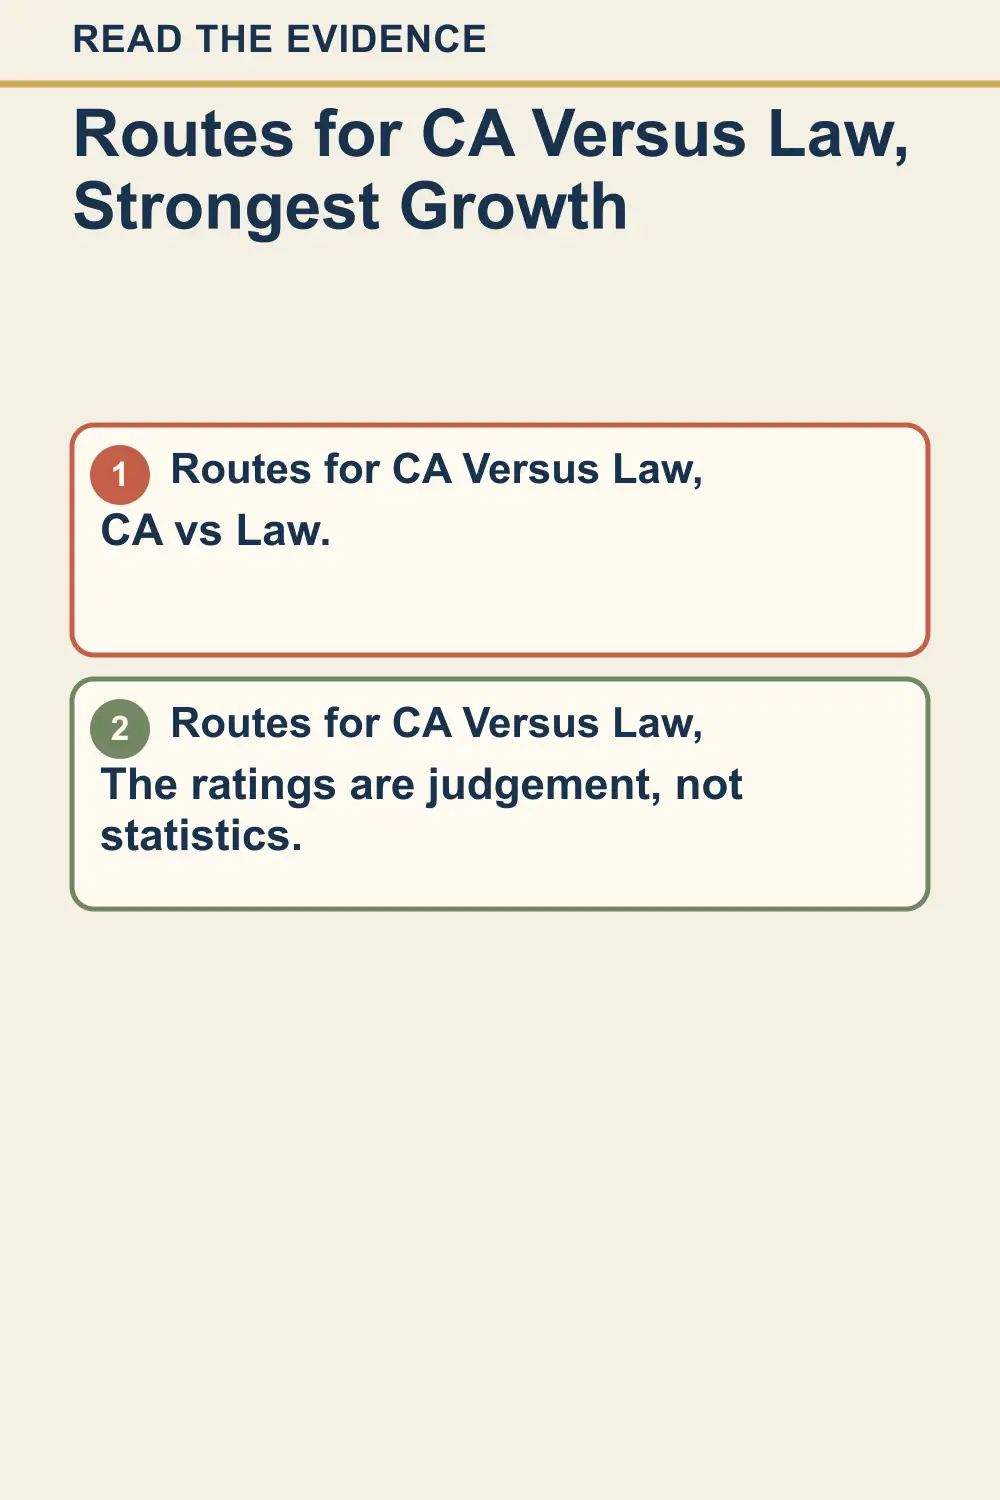 READ THE EVIDENCE
Routes for CA Versus Law,
Strongest Growth
1 Routes for CA Versus Law,
CA vs Law.
2 Routes for CA Versus Law,
The ratings are judgement, not
statistics.